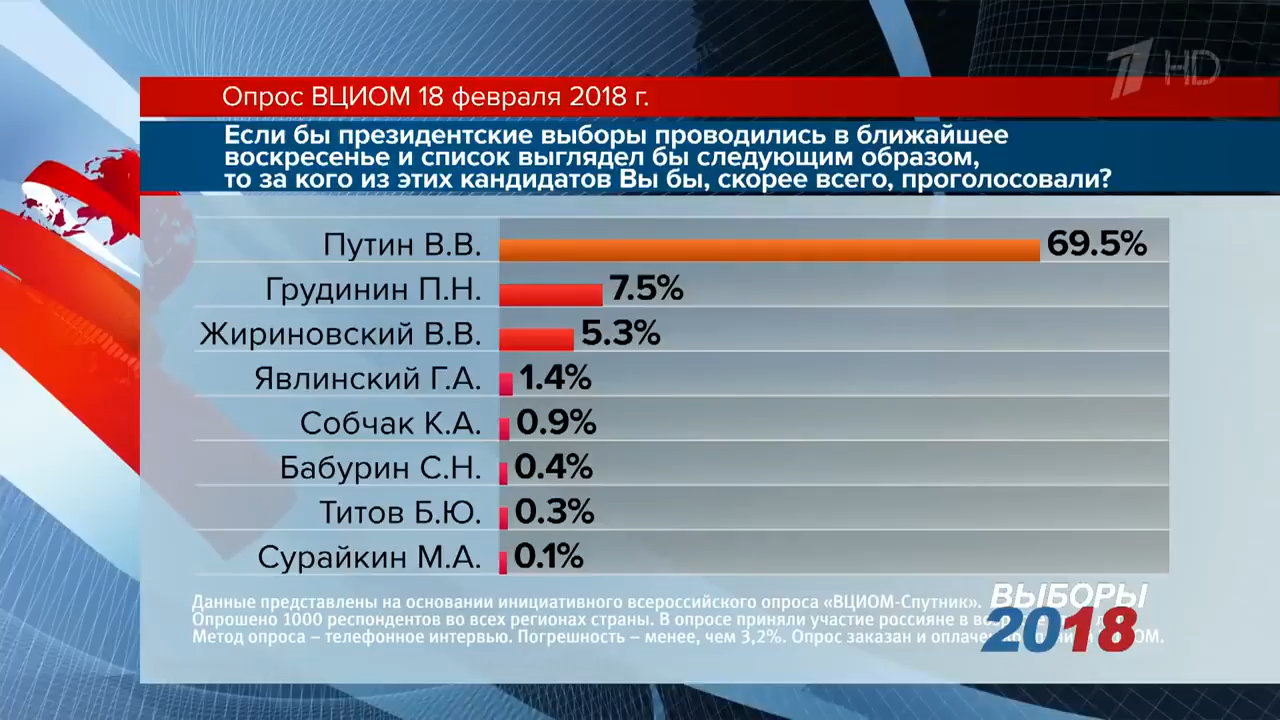 1 HD
Опрос ВЦИОМ 18 февраля 2018 г.
Если бы президентские выборы проводились в ближайшее
воскресенье и список выглядел бы следующим образом,
то за кого из этих кандидатов Вы бы, скорее всего, проголосовали?
Путин В.В. 69.5%
Грудинин П.Н. 7.5%
Жириновский В.В. 5.3%
Явлинский Г.А. 1.4%
Собчак К.А. 0.9%
Бабурин С.Н. 0.4%
Титов Б.Ю. 0.3%
Сурайкин М.А. 0.1%
Данные представлены на основании инициативного всероссийского опроса «ВЦИОМ-Спутник».
Опрошено 1000 респондентов во всех регионах страны. В опросе приняли участие россияне в
Метод опроса – телефонное интервью. Погрешность – менее, чем 3,2%. Опрос заказан и
ВЫБОРЫ
2018